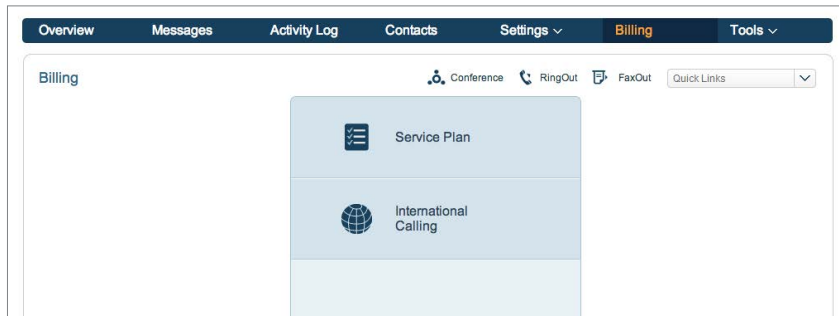 Overview Messages Activity Log Contacts Settings Billing Tools
Billing Conference RingOut FaxOut Quick Links
Service Plan
International
Calling